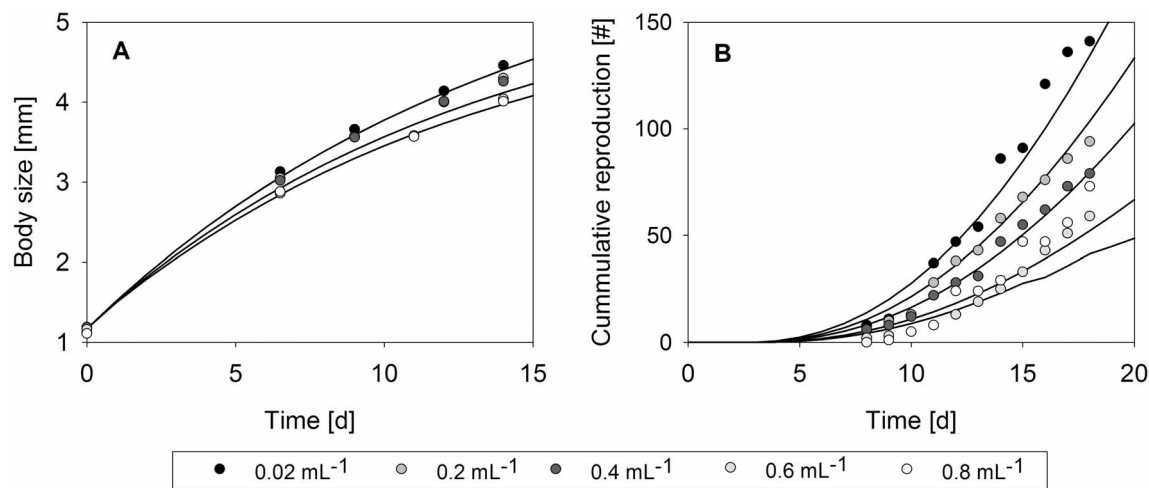 A
Body size [mm]
5
4
3
2
1
0
5
10
15
Time [d]
B
Cummulative reproduction [#]
150
100
50
0
0
5
10
15
20
Time [d]
0.02 mL⁻¹ 0.2 mL⁻¹ 0.4 mL⁻¹ 0.6 mL⁻¹ 0.8 mL⁻¹